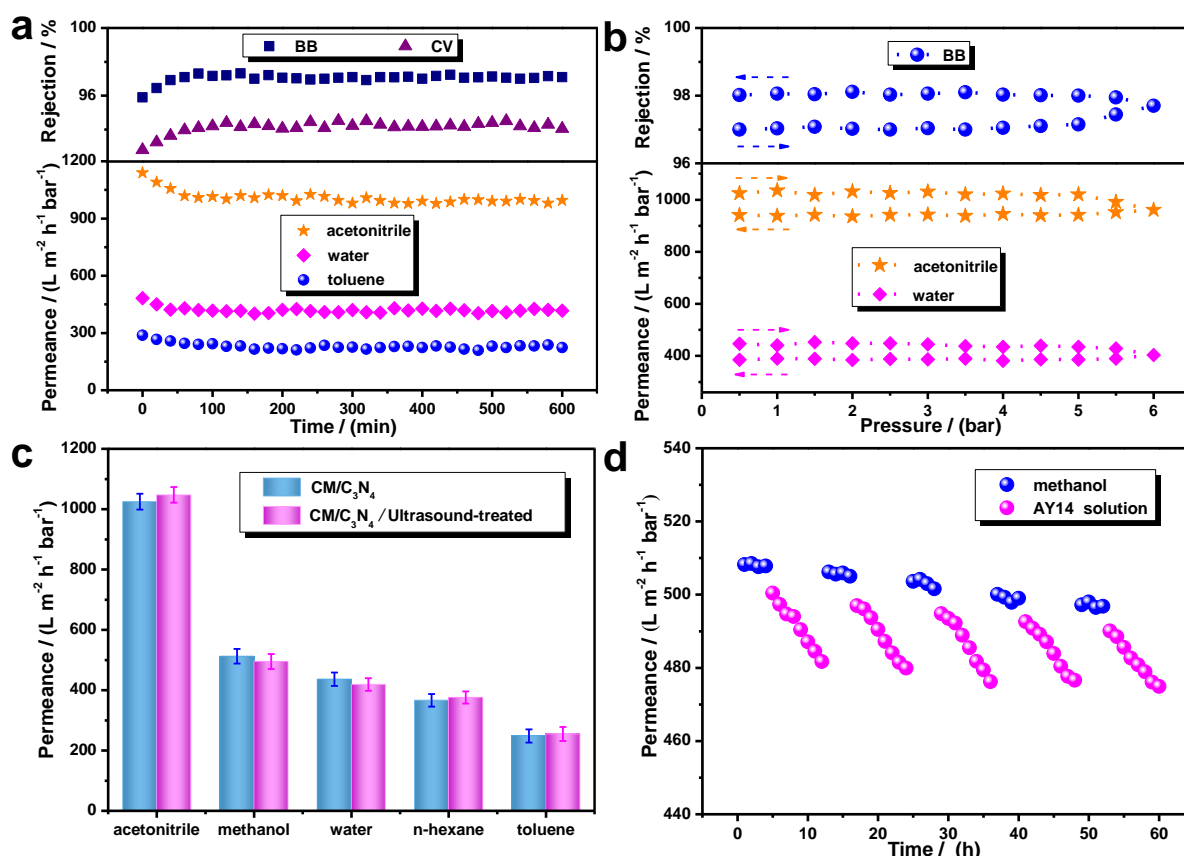 a
Rejection / %
100
96
BB
CV
Permeance / (L m⁻² h⁻¹ bar⁻¹)
1200
900
600
300
0
acetonitrile
water
toluene
0 100 200 300 400 500 600
Time / (min)
b
Rejection / %
100
98
96
BB
Permeance / (L m⁻² h⁻¹ bar⁻¹)
1000
800
600
400
acetonitrile
water
0 1 2 3 4 5 6
Pressure / (bar)
c
Permeance / (L m⁻² h⁻¹ bar⁻¹)
1200
1000
800
600
400
200
0
CM/C₃N₄
CM/C₃N₄ / Ultrasound-treated
acetonitrile methanol water n-hexane toluene
d
Permeance / (L m⁻² h⁻¹ bar⁻¹)
540
520
500
480
460
440
methanol
AY14 solution
0 10 20 30 40 50 60
Time / (h)